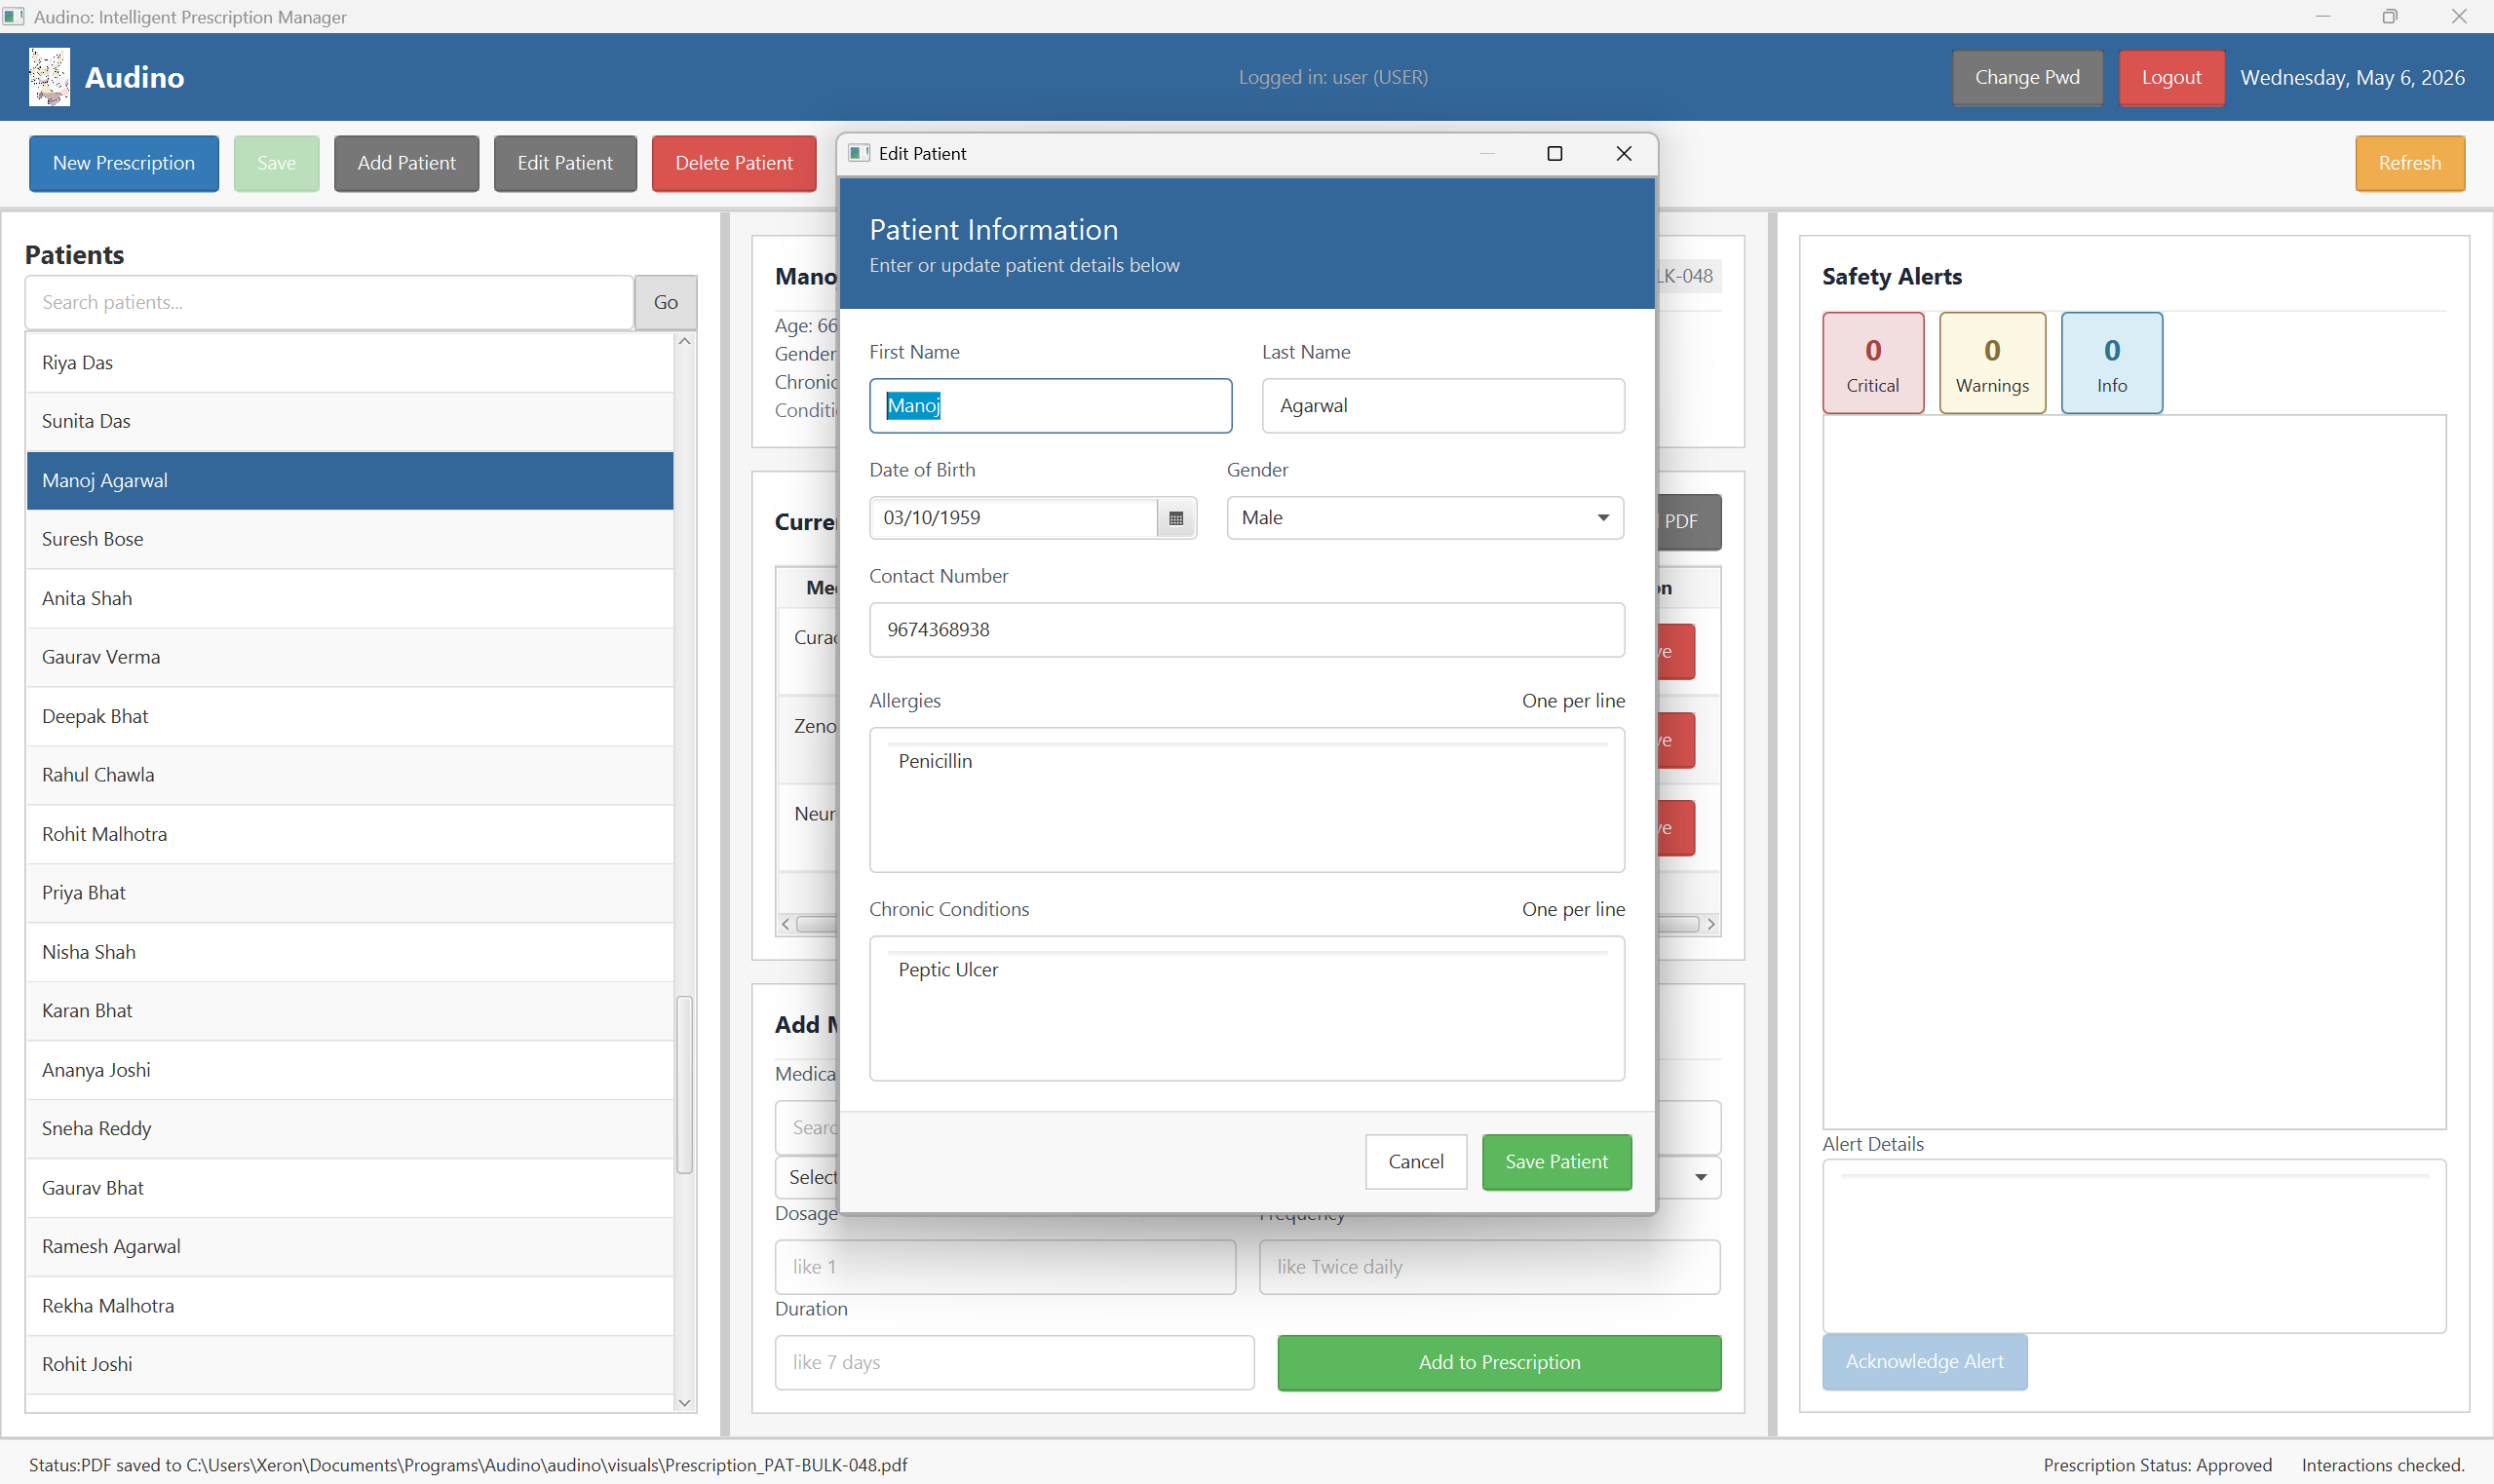 Audino: Intelligent Prescription Manager
Audino
Logged in: user (USER)
Change Pwd
Logout
Wednesday, May 6, 2026
New Prescription
Save
Add Patient
Edit Patient
Delete Patient
Refresh
Patients
Search patients...
Go
Riya Das
Sunita Das
Manoj Agarwal
Suresh Bose
Anita Shah
Gaurav Verma
Deepak Bhat
Rahul Chawla
Rohit Malhotra
Priya Bhat
Nisha Shah
Karan Bhat
Ananya Joshi
Sneha Reddy
Gaurav Bhat
Ramesh Agarwal
Rekha Malhotra
Rohit Joshi
Age: 66
Gender
PDF
Add
Select
Dosage
Frequency
like 1
like Twice daily
Duration
like 7 days
Add to Prescription
Edit Patient
Patient Information
Enter or update patient details below
First Name
Last Name
Manoj
Agarwal
Date of Birth
Gender
03/10/1959
Male
Contact Number
9674368938
Allergies
One per line
Penicillin
Chronic Conditions
One per line
Peptic Ulcer
Cancel
Save Patient
Safety Alerts
0
Critical
0
Warnings
0
Info
Alert Details
Acknowledge Alert
Status:PDF saved to C:\Users\Xeron\Documents\Programs\Audino\audino\visuals\Prescription_PAT-BULK-048.pdf
Prescription Status: Approved
Interactions checked.